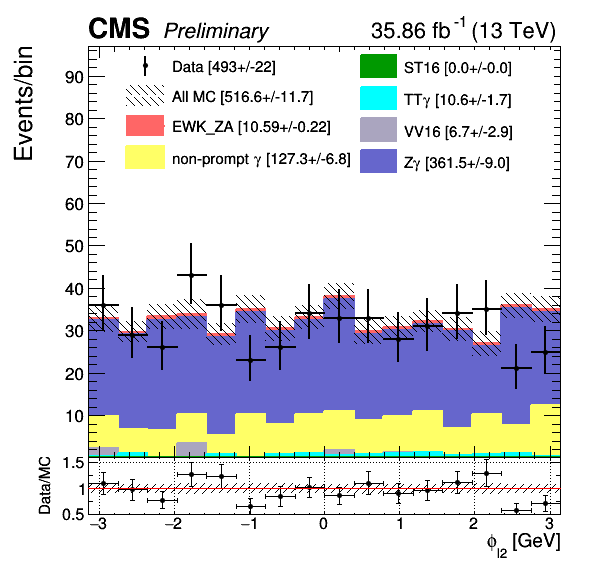 CMS Preliminary 35.86 fb⁻¹ (13 TeV)
Events/bin
Data [493+/-22]
All MC [516.6+/-11.7]
EWK_ZA [10.59+/-0.22]
non-prompt γ [127.3+/-6.8]
ST16 [0.0+/-0.0]
TTγ [10.6+/-1.7]
VV16 [6.7+/-2.9]
Zγ [361.5+/-9.0]
90
80
70
60
50
40
30
20
10
Data/MC
1.5
1
0.5
−3 −2 −1 0 1 2 3
ϕl2 [GeV]